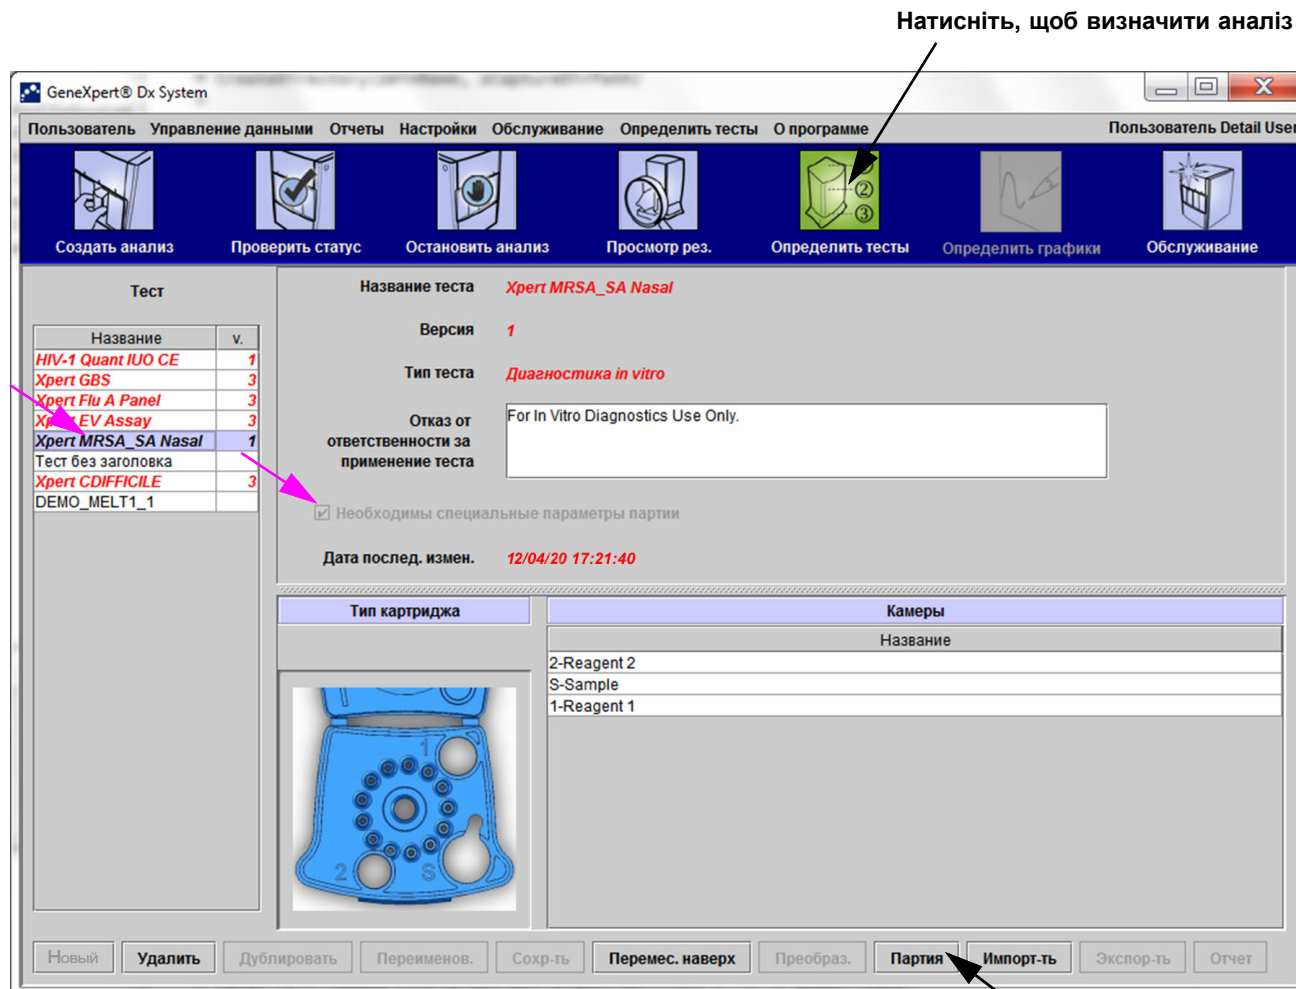 Натисніть, щоб визначити аналіз
GeneXpert® Dx System
Пользователь Управление данными Отчеты Настройки Обслуживание Определить тесты О программе Пользователь Detail User
Создать анализ Проверить статус Остановить анализ Просмотр рез. Определить тесты Определить графики Обслуживание
Тест
Название v.
HIV-1 Quant IUO CE 1
Xpert GBS 3
Xpert Flu A Panel 3
Xpert EV Assay 3
Xpert MRSA_SA Nasal 1
Тест без заголовка
Xpert CDIFFICILE 3
DEMO_MELT1_1
Название теста Xpert MRSA_SA Nasal
Версия 1
Тип теста Диагностика in vitro
Отказ от
ответственности за
применение теста
For In Vitro Diagnostics Use Only.
Необходимы специальные параметры партии
Дата послед. измен. 12/04/20 17:21:40
Тип картриджа
1
2 S
Камеры
Название
2-Reagent 2
S-Sample
1-Reagent 1
Новый Удалить Дублировать Переименов. Сохр-ть Перемес. наверх Преобраз. Партия Импорт-ть Экспор-ть Отчет